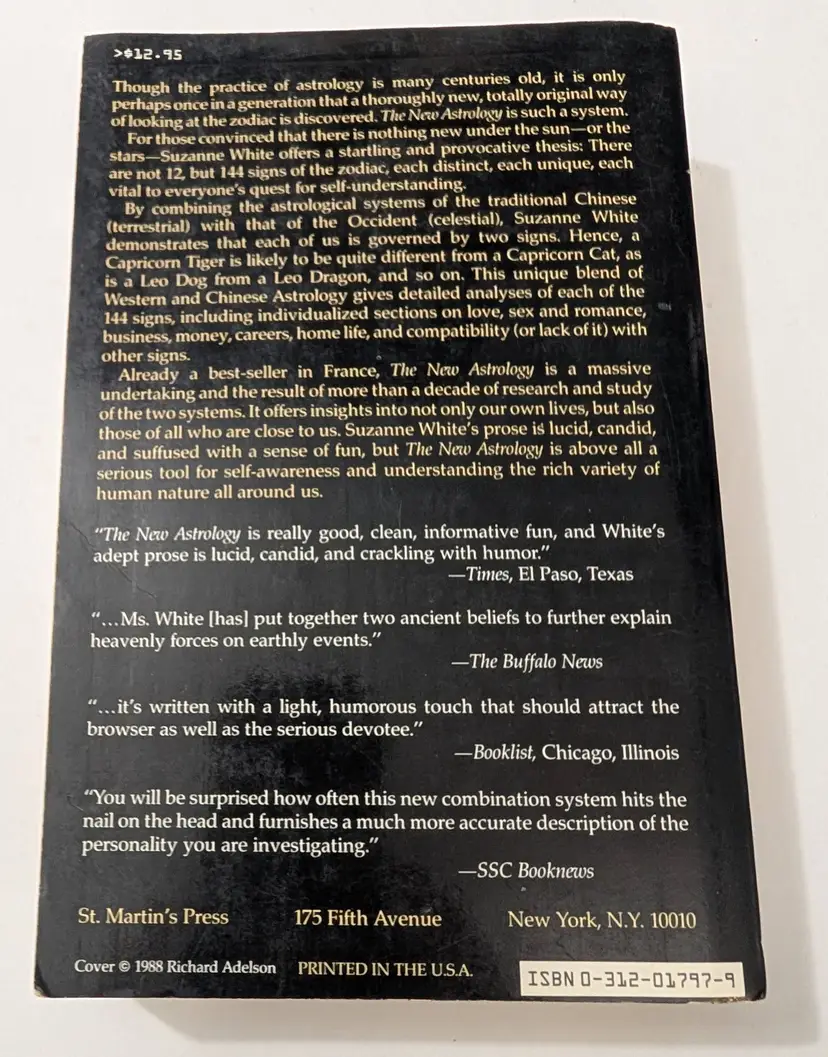 >$12.95
Though the practice of astrology is many centuries old, it is only
perhaps once in a generation that a thoroughly new, totally original way
of looking at the zodiac is discovered. The New Astrology is such a system.
For those convinced that there is nothing new under the sun—or the
stars—Suzanne White offers a startling and provocative thesis: There
are not 12, but 144 signs of the zodiac, each distinct, each unique, each
vital to everyone's quest for self-understanding.
By combining the astrological systems of the traditional Chinese
(terrestrial) with that of the Occident (celestial), Suzanne White
demonstrates that each of us is governed by two signs. Hence, a
Capricorn Tiger is likely to be quite different from a Capricorn Cat, as
is a Leo Dog from a Leo Dragon, and so on. This unique blend of
Western and Chinese Astrology gives detailed analyses of each of the
144 signs, including individualized sections on love, sex and romance,
business, money, careers, home life, and compatibility (or lack of it) with
other signs.
Already a best-seller in France, The New Astrology is a massive
undertaking and the result of more than a decade of research and study
of the two systems. It offers insights into not only our own lives, but also
those of all who are close to us. Suzanne White's prose is lucid, candid,
and suffused with a sense of fun, but The New Astrology is above all a
serious tool for self-awareness and understanding the rich variety of
human nature all around us.
"The New Astrology is really good, clean, informative fun, and White's
adept prose is lucid, candid, and crackling with humor."
—Times, El Paso, Texas
"...Ms. White [has] put together two ancient beliefs to further explain
heavenly forces on earthly events."
—The Buffalo News
"...it's written with a light, humorous touch that should attract the
browser as well as the serious devotee."
—Booklist, Chicago, Illinois
"You will be surprised how often this new combination system hits the
nail on the head and furnishes a much more accurate description of the
personality you are investigating."
—SSC Booknews
St. Martin's Press 175 Fifth Avenue New York, N.Y. 10010
Cover © 1988 Richard Adelson PRINTED IN THE U.S.A. ISBN 0-312-01797-9